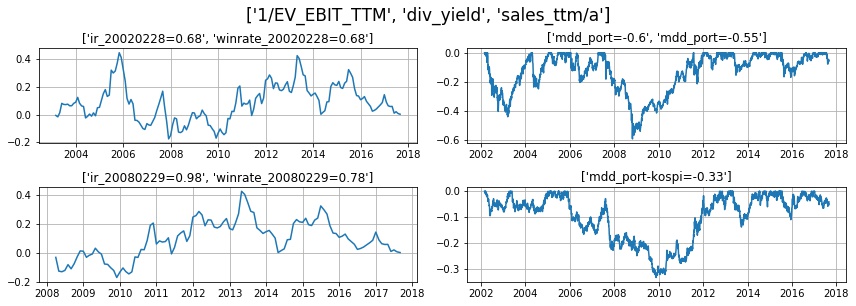 ['1/EV_EBIT_TTM', 'div_yield', 'sales_ttm/a']
['ir_20020228=0.68', 'winrate_20020228=0.68']
0.4
0.2
0.0
−0.2
2004 2006 2008 2010 2012 2014 2016 2018
['mdd_port=-0.6', 'mdd_port=-0.55']
0.0
−0.2
−0.4
−0.6
2002 2004 2006 2008 2010 2012 2014 2016 2018
['ir_20080229=0.98', 'winrate_20080229=0.78']
0.4
0.2
0.0
−0.2
2008 2009 2010 2011 2012 2013 2014 2015 2016 2017 2018
['mdd_port-kospi=-0.33']
0.0
−0.1
−0.2
−0.3
2002 2004 2006 2008 2010 2012 2014 2016 2018